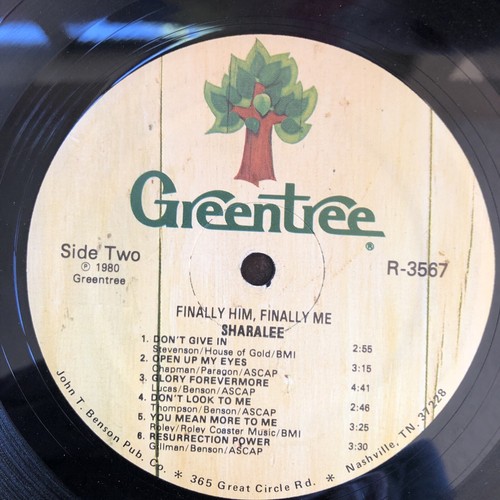 Greentree®
Side Two
℗ 1980
Greentree
R-3567
FINALLY HIM, FINALLY ME
SHARALEE
1. DON'T GIVE IN
Stevenson/House of Gold/BMI 2:55
2. OPEN UP MY EYES
Chapman/Paragon/ASCAP 3:15
3. GLORY FOREVERMORE
Lucas/Benson/ASCAP 4:41
4. DON'T LOOK TO ME
Thompson/Benson/ASCAP 2:46
5. YOU MEAN MORE TO ME
Roley/Roley Coaster Music/BMI 3:25
6. RESURRECTION POWER
Gillman/Benson/ASCAP 3:30
John T. Benson Pub. Co. * 365 Great Circle Rd. * Nashville, TN. 37228